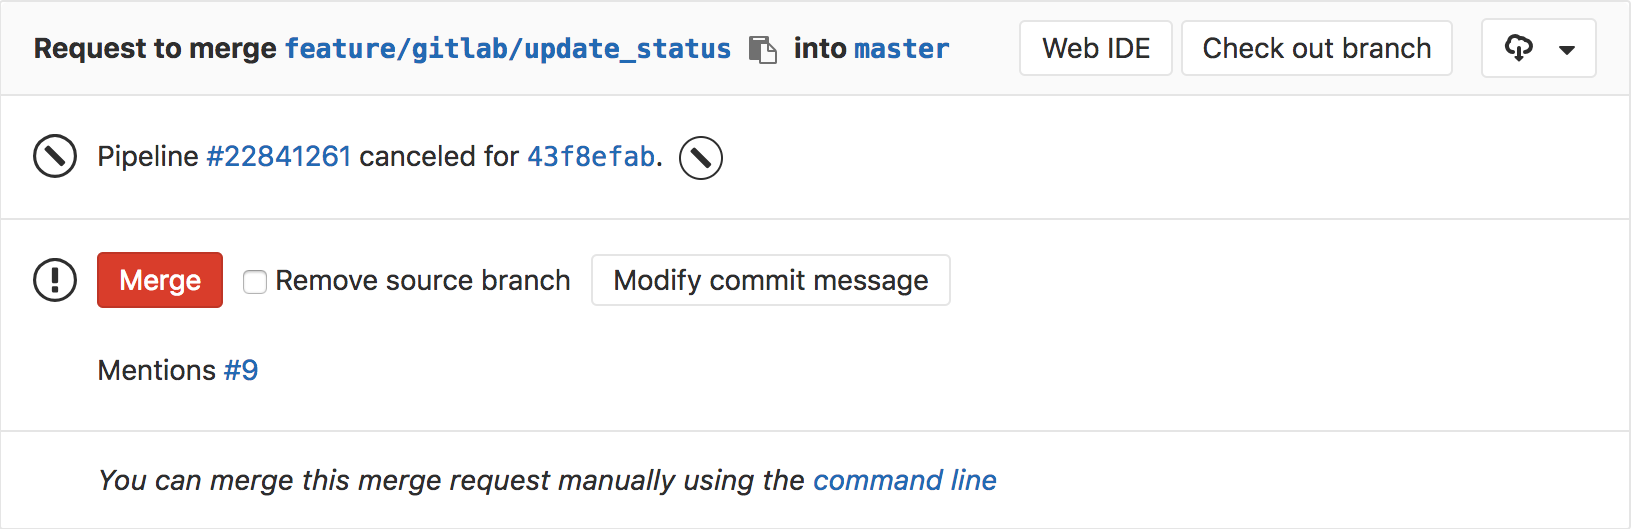 Request to merge feature/gitlab/update_status into master Web IDE Check out branch
Pipeline #22841261 canceled for 43f8efab.
Merge Remove source branch Modify commit message
Mentions #9
You can merge this merge request manually using the command line